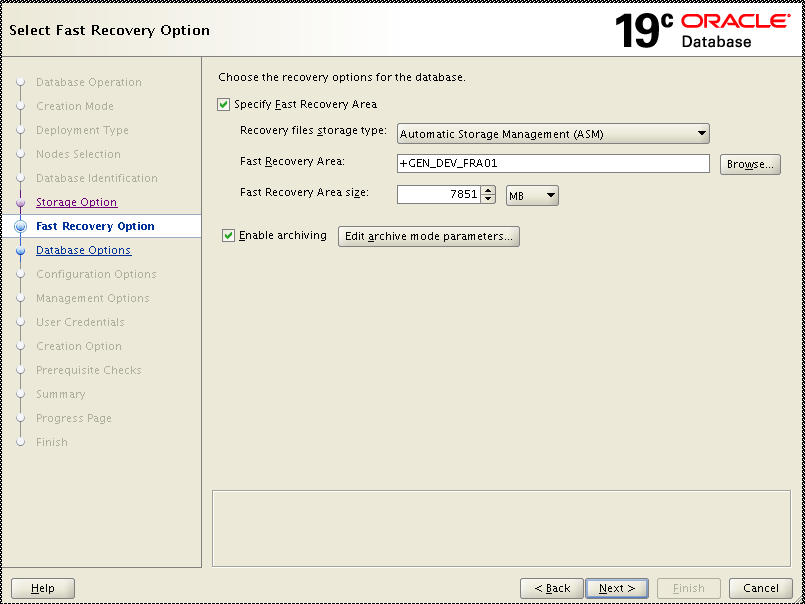 Select Fast Recovery Option
19c ORACLE®
Database
Database Operation
Creation Mode
Deployment Type
Nodes Selection
Database Identification
Storage Option
Fast Recovery Option
Database Options
Configuration Options
Management Options
User Credentials
Creation Option
Prerequisite Checks
Summary
Progress Page
Finish
Choose the recovery options for the database.
Specify Fast Recovery Area
Recovery files storage type: Automatic Storage Management (ASM)
Fast Recovery Area: +GEN_DEV_FRA01 Browse...
Fast Recovery Area size: 7851 MB
Enable archiving Edit archive mode parameters...
Help < Back Next > Finish Cancel